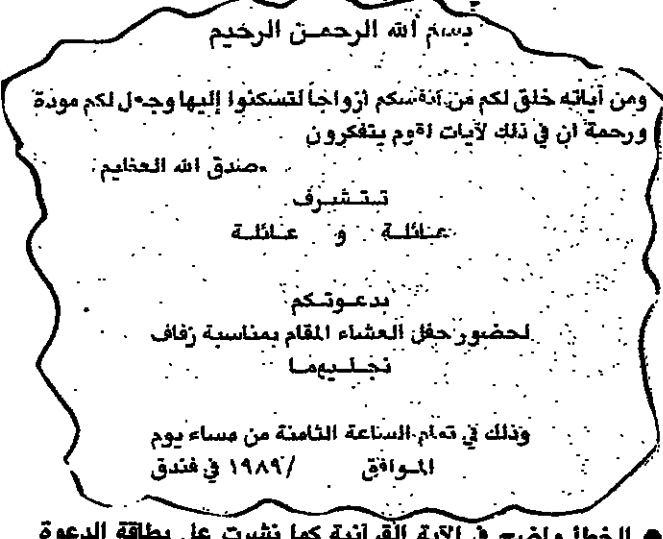 بسم الله الرحمن الرحيم
ومن آياته خلق لكم من أنفسكم أزواجاً لتسكنوا إليها وجعل لكم مودة
ورحمة ان في ذلك لآيات لقوم يتفكرون
صدق الله العظيم
تتشرف
عائلة و عائلة
بدعوتكم
لحضور حفل العشاء المقام بمناسبة زفاف
نجليهما
وذلك في تمام الساعة الثامنة من مساء يوم
الموافق / ١٩٨٩ في فندق
● الخطأ واضح في الآية القرآنية كما نشرت على بطاقة الدعوة